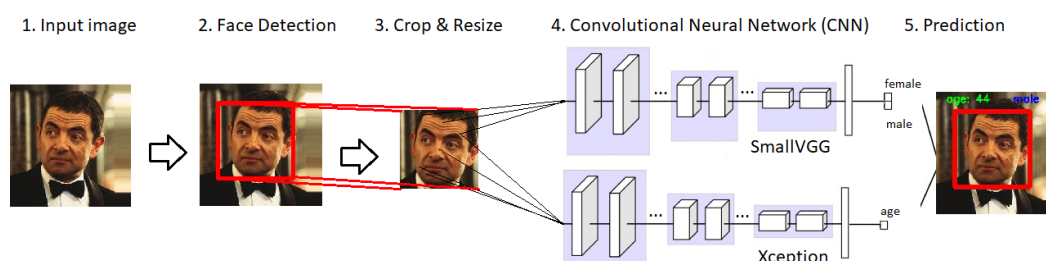 1. Input image
2. Face Detection
3. Crop & Resize
4. Convolutional Neural Network (CNN)
5. Prediction
...
...
SmallVGG
female
male
age: 44 male
...
...
Xception
age